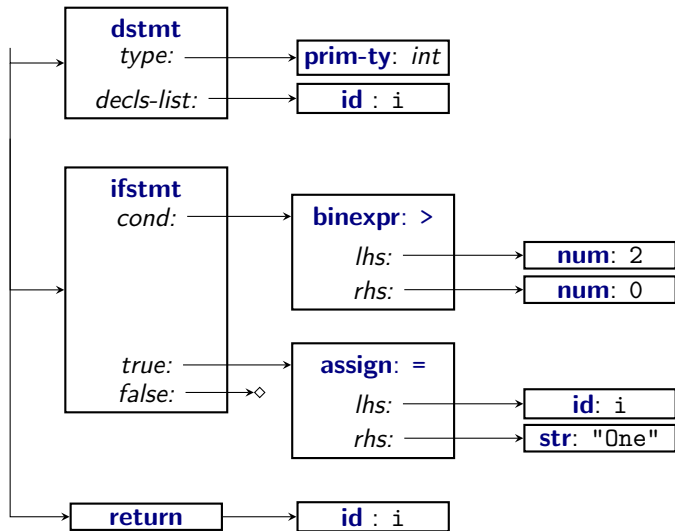 dstmt
type: prim-ty: int
decls-list: id : i
ifstmt
cond: binexpr: >
lhs: num: 2
rhs: num: 0
true: assign: =
false:
lhs: id: i
rhs: str: "One"
return id : i